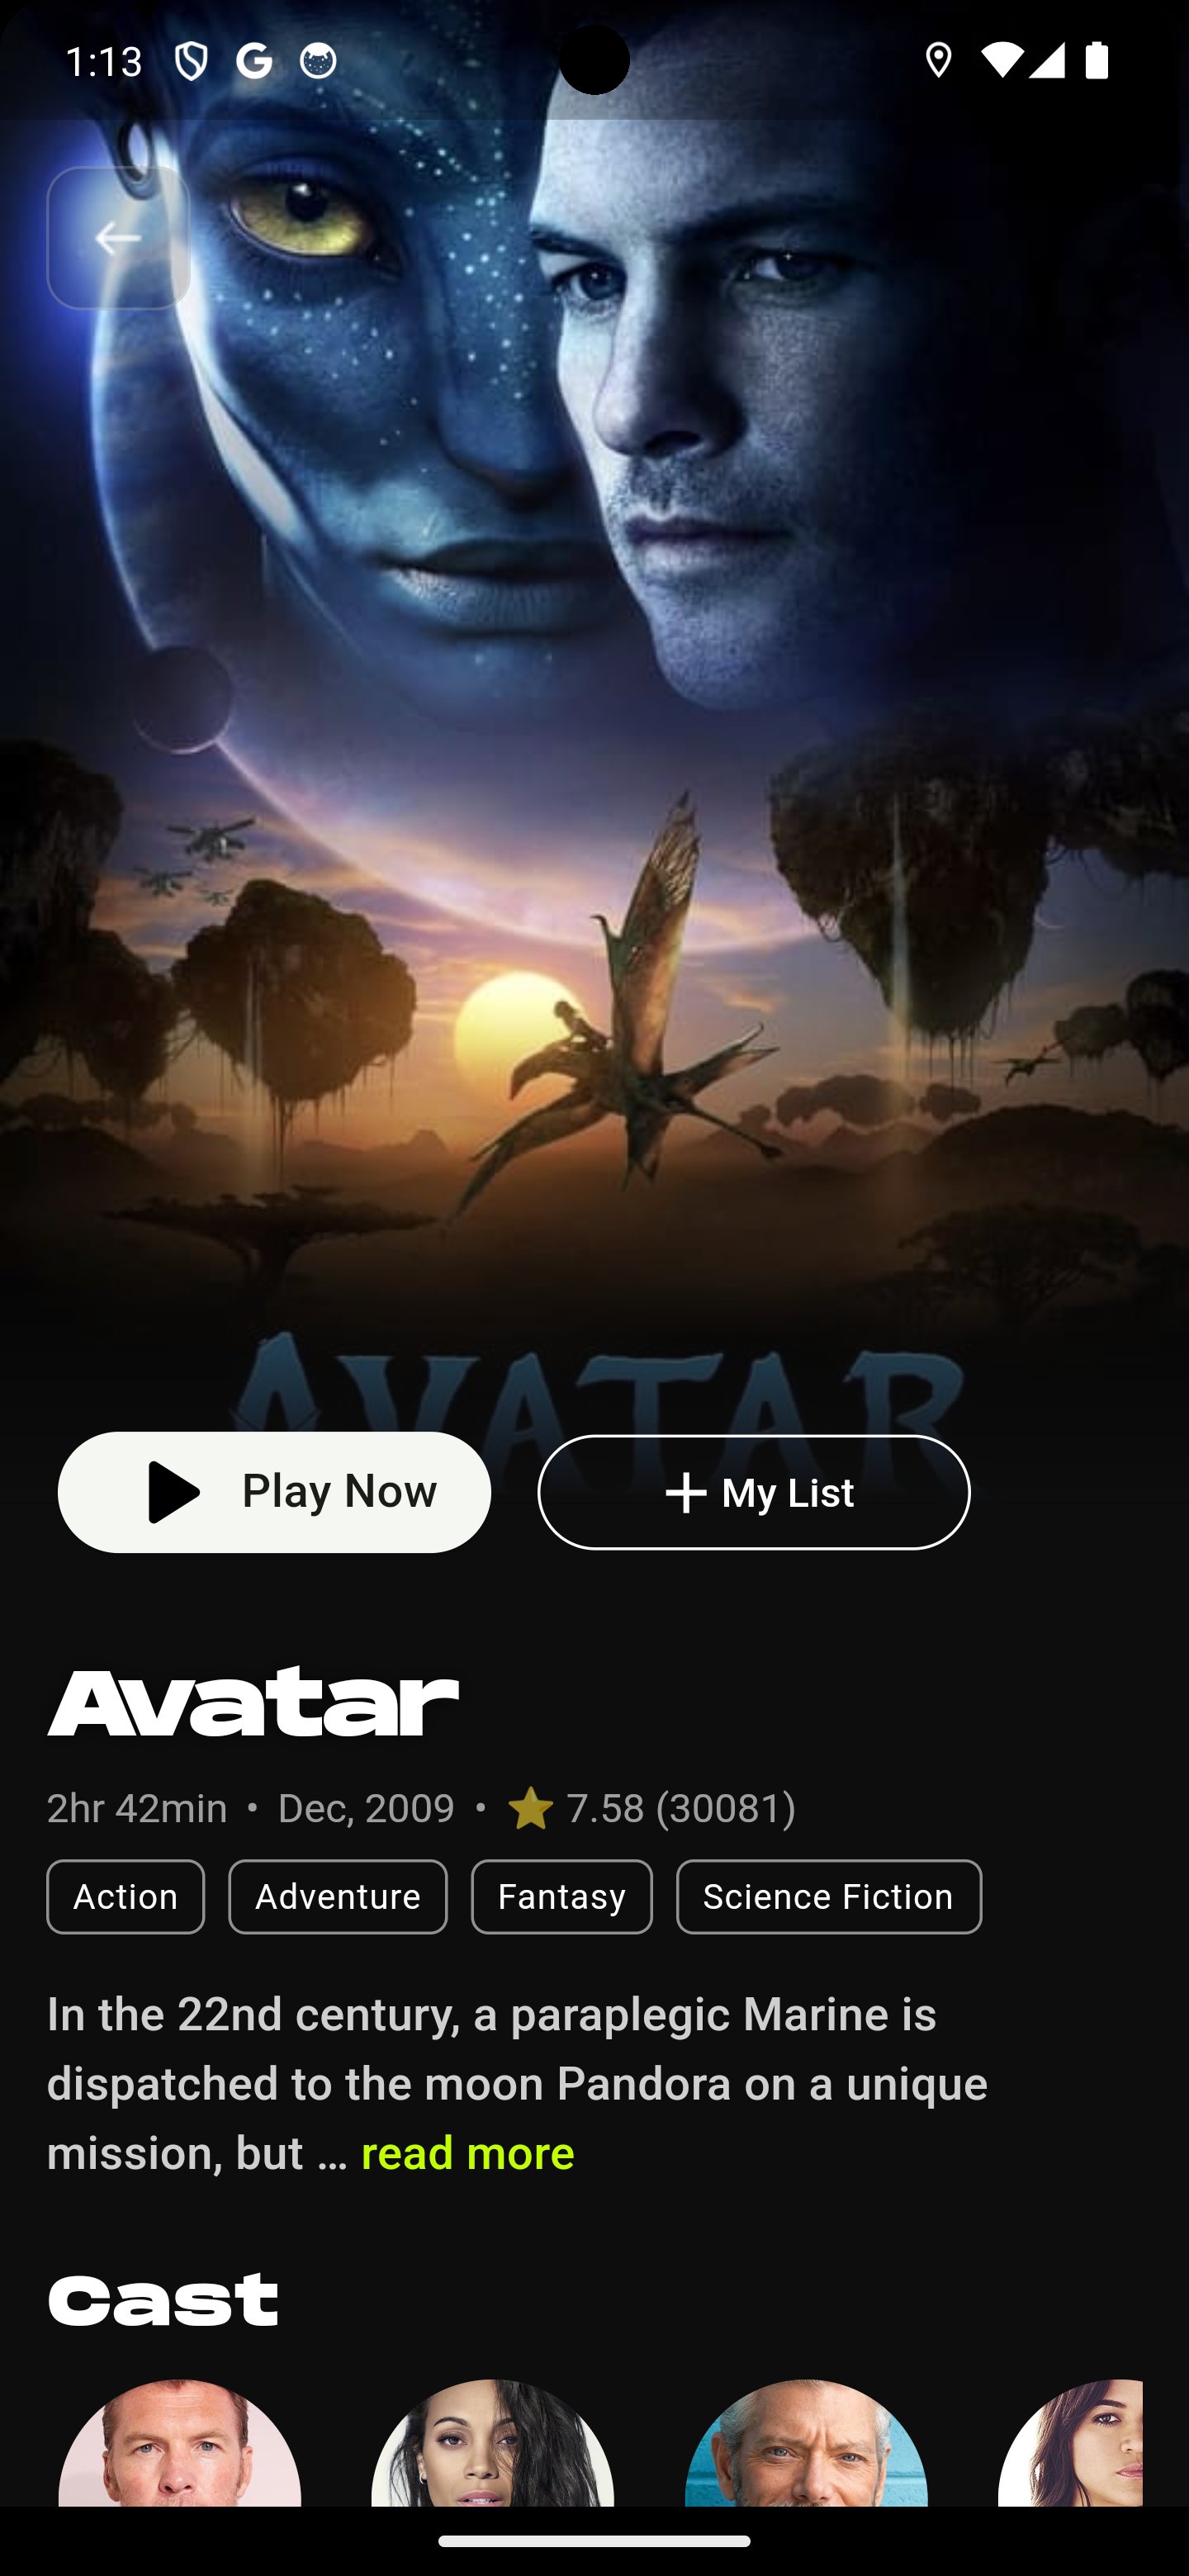 1:13
AVATAR
Play Now
My List
Avatar
2hr 42min • Dec, 2009 • ⭐ 7.58 (30081)
Action Adventure Fantasy Science Fiction
In the 22nd century, a paraplegic Marine is
dispatched to the moon Pandora on a unique
mission, but ... read more
Cast